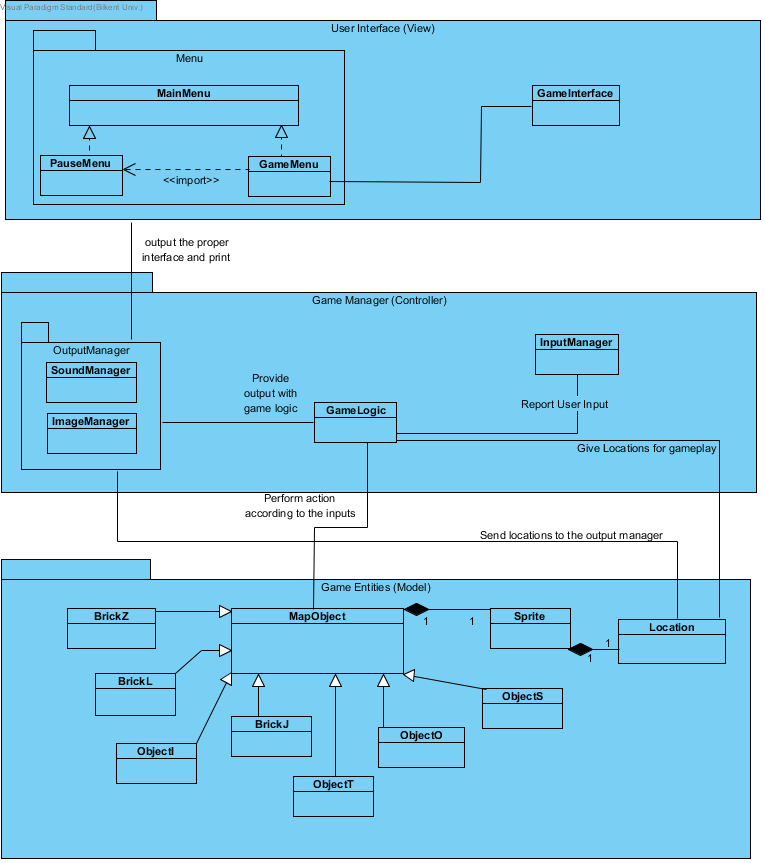 Visual Paradigm Standard(Bilkent Univ.)
User Interface (View)
Menu
MainMenu
GameInterface
PauseMenu
GameMenu
<<import>>
output the proper
interface and print
Game Manager (Controller)
OutputManager
SoundManager
ImageManager
InputManager
Provide
output with
game logic
GameLogic
Report User Input
Give Locations for gameplay
Perform action
according to the inputs
Send locations to the output manager
Game Entities (Model)
BrickZ
MapObject
Sprite
Location
1
1
1
1
BrickL
ObjectS
BrickJ
ObjectO
ObjectI
ObjectT